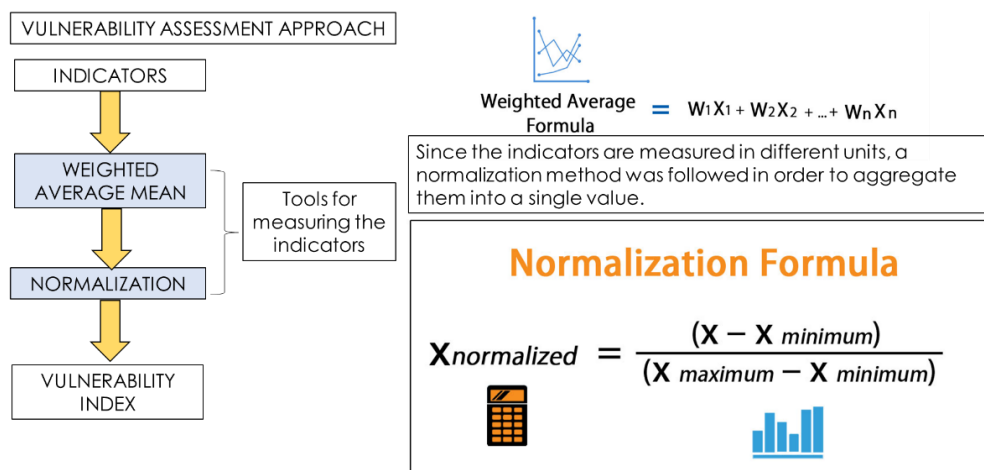 VULNERABILITY ASSESSMENT APPROACH
INDICATORS
WEIGHTED
AVERAGE MEAN
NORMALIZATION
VULNERABILITY
INDEX
Tools for
measuring the
indicators
Weighted Average
Formula
= W1X1 + W2X2 + ...+ WnXn
Since the indicators are measured in different units, a
normalization method was followed in order to aggregate
them into a single value.
Normalization Formula
Xnormalized =
(X − X minimum)
(X maximum − X minimum)